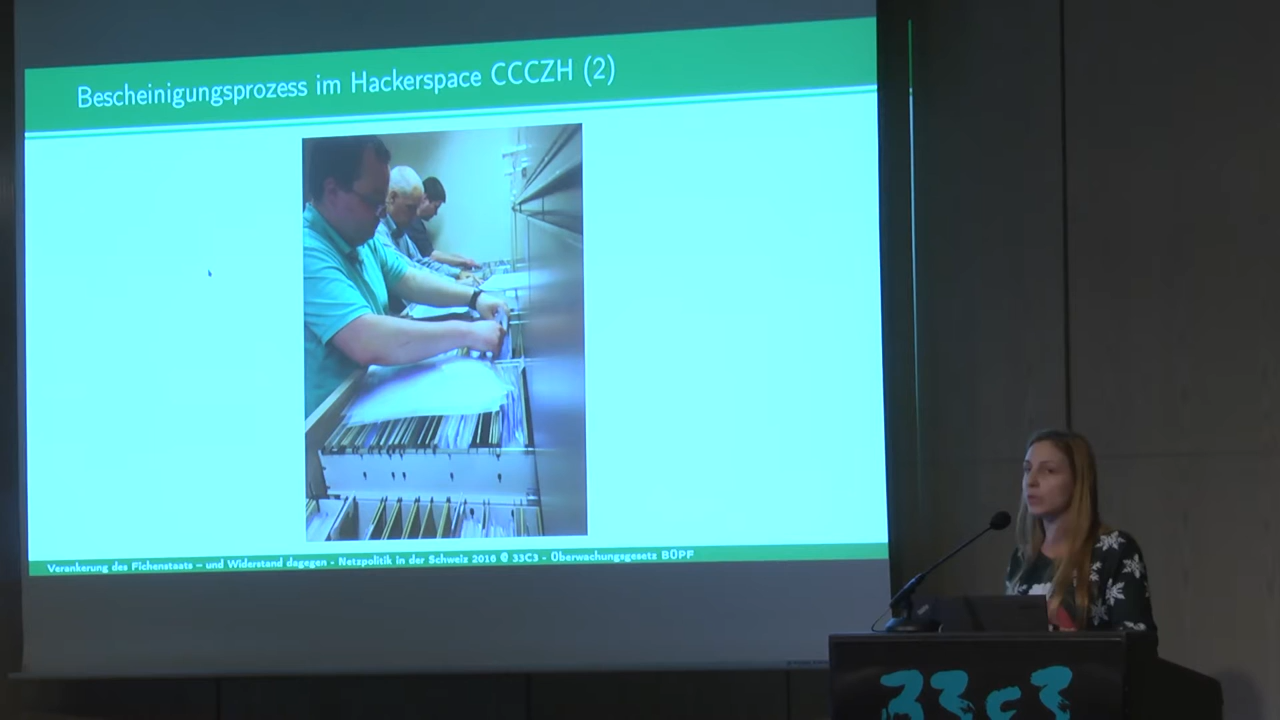 Bescheinigungsprozess im Hackerspace CCCZH (2)
Verankerung des Fichenstaats – und Widerstand dagegen - Netzpolitik in der Schweiz 2016 @ 33C3 - Überwachungsgesetz BÜPF
33c3